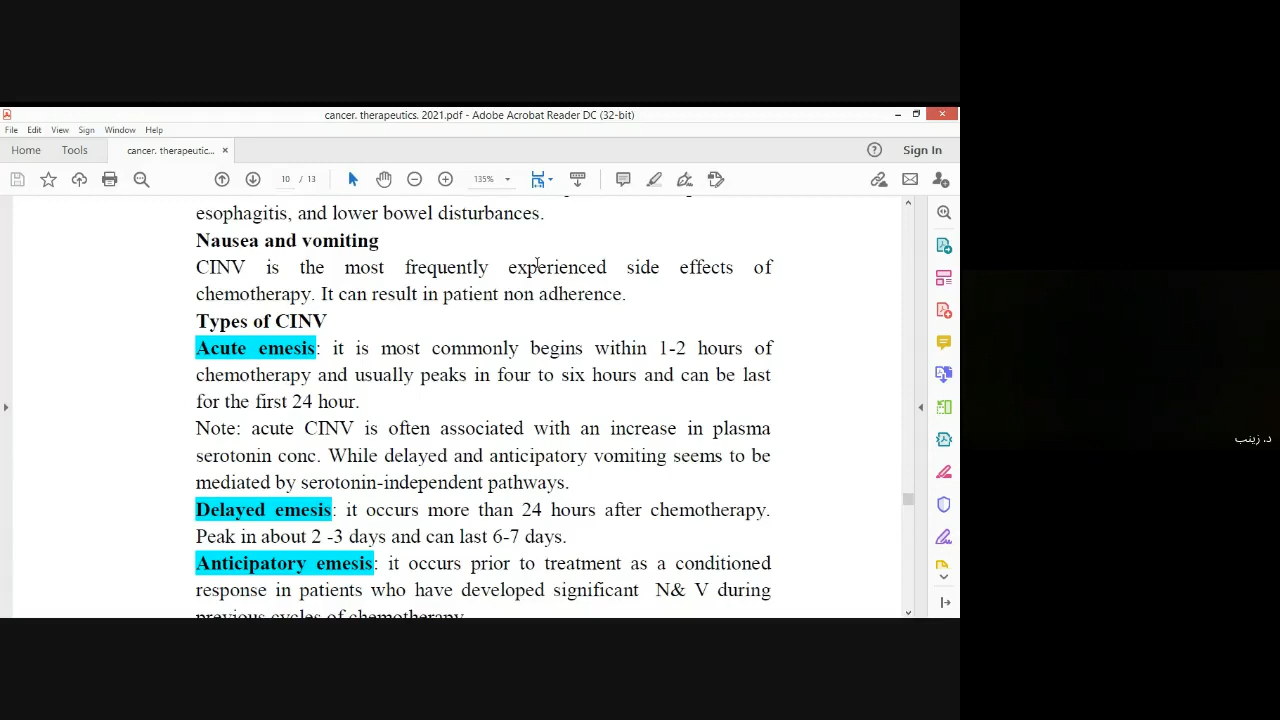 cancer. therapeutics. 2021.pdf - Adobe Acrobat Reader DC (32-bit)
File Edit View Sign Window Help
Home Tools cancer. therapeutic... × Sign In
10 / 13 135%
esophagitis, and lower bowel disturbances.
Nausea and vomiting
CINV is the most frequently experienced side effects of
chemotherapy. It can result in patient non adherence.
Types of CINV
Acute emesis: it is most commonly begins within 1-2 hours of
chemotherapy and usually peaks in four to six hours and can be last
for the first 24 hour.
Note: acute CINV is often associated with an increase in plasma
serotonin conc. While delayed and anticipatory vomiting seems to be
mediated by serotonin-independent pathways.
Delayed emesis: it occurs more than 24 hours after chemotherapy.
Peak in about 2 -3 days and can last 6-7 days.
Anticipatory emesis: it occurs prior to treatment as a conditioned
response in patients who have developed significant N& V during
previous cycles of chemotherapy
د. زينب